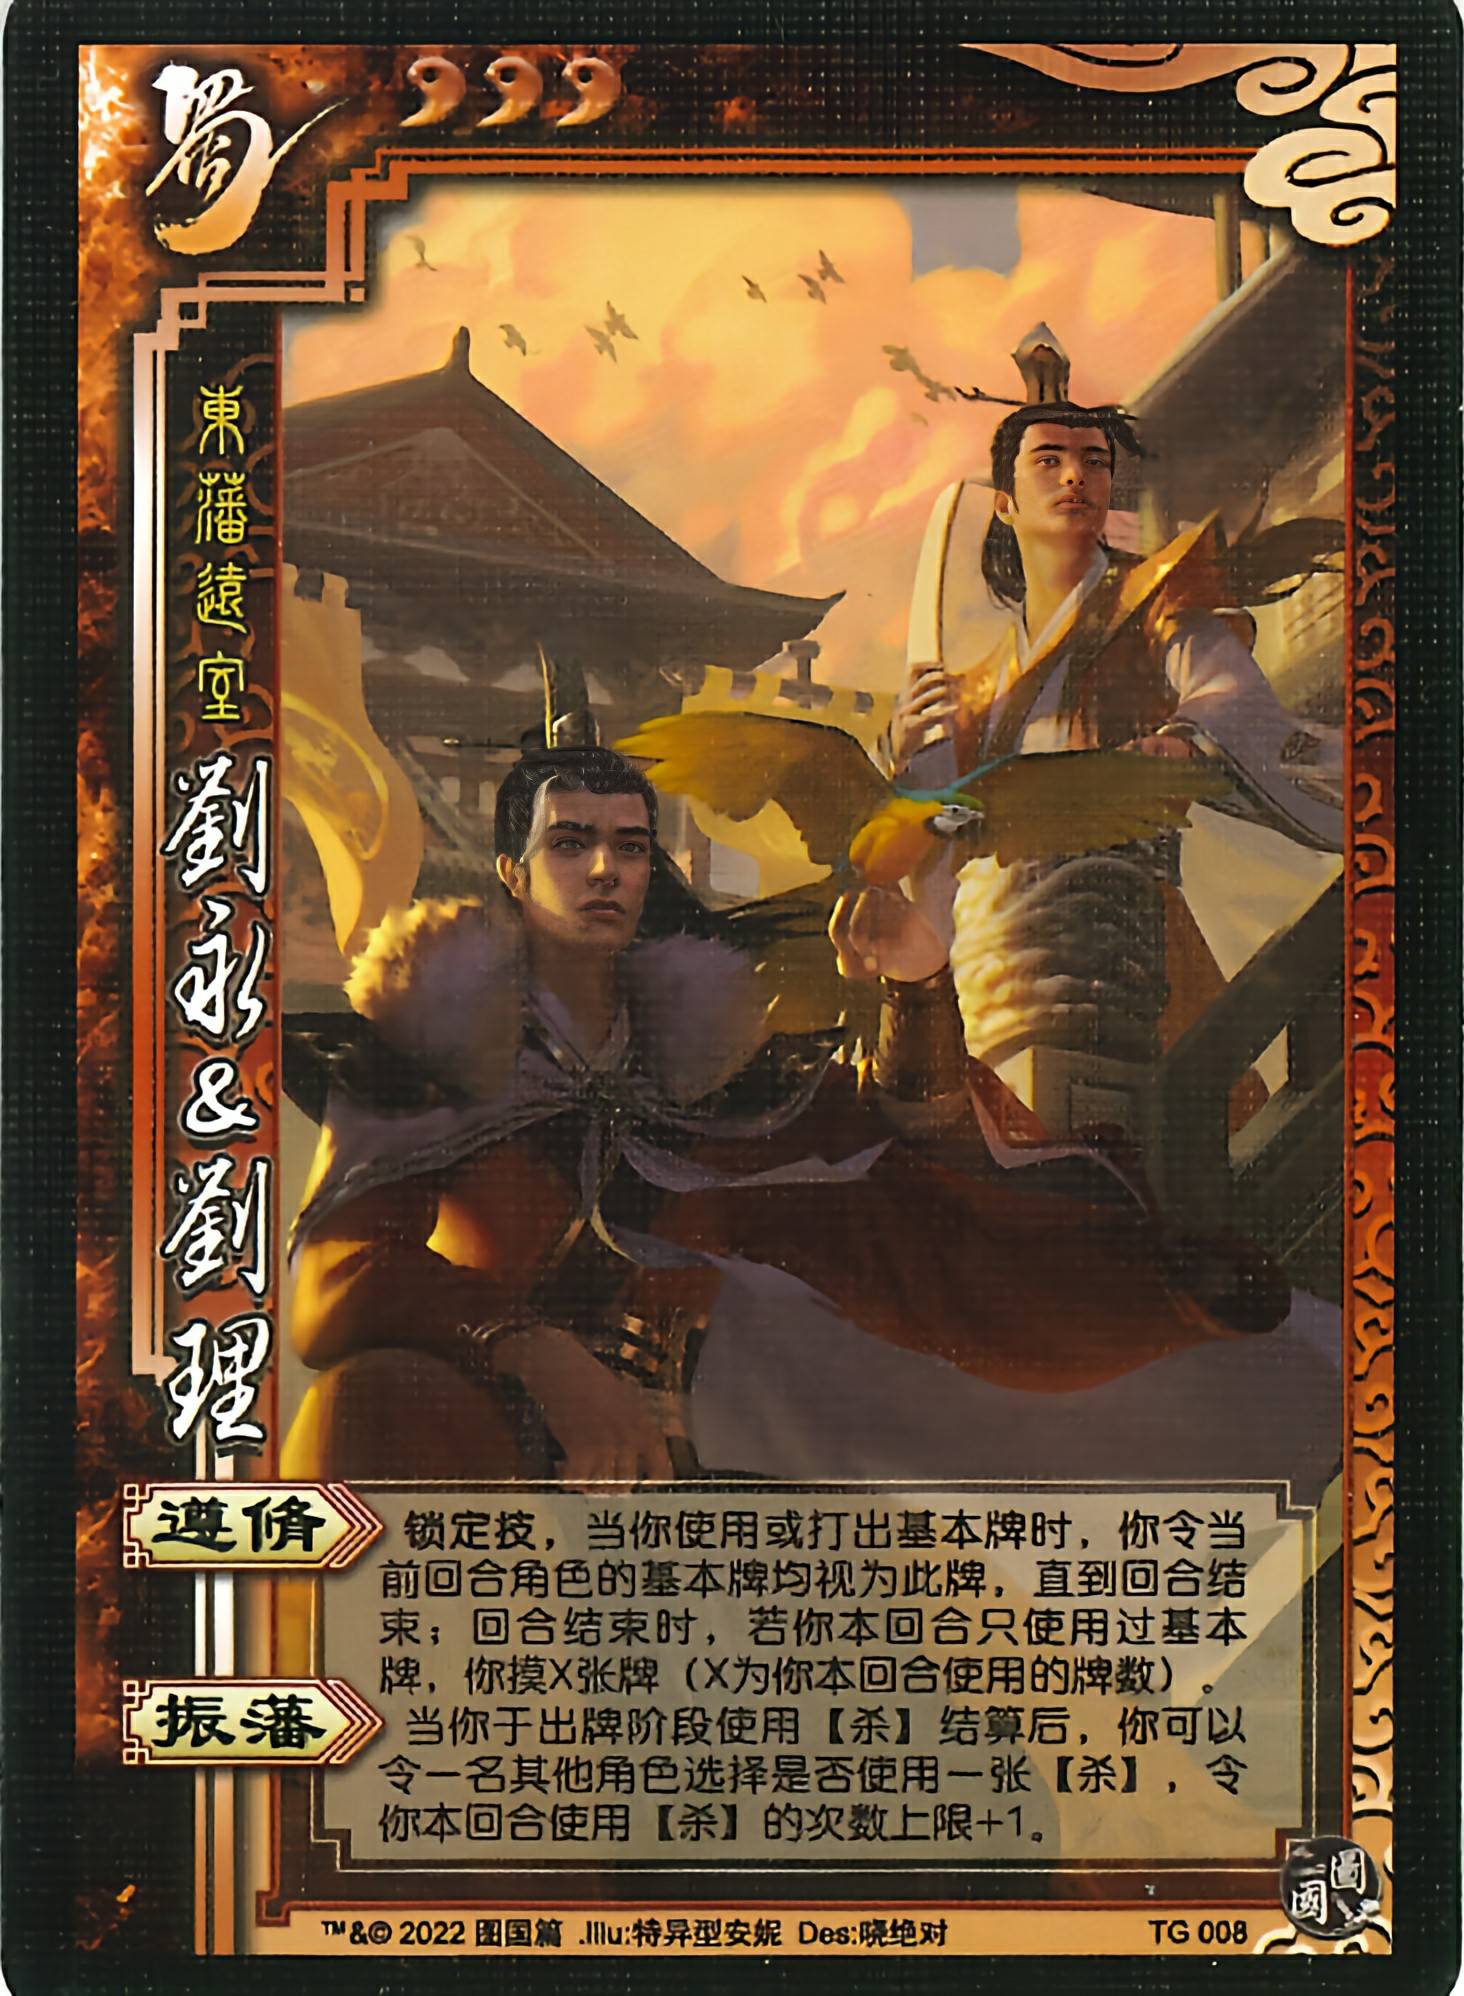 蜀
東藩遠室
劉永&劉理
遵脩
锁定技，当你使用或打出基本牌时，你令当
前回合角色的基本牌均视为此牌，直到回合结
束；回合结束时，若你本回合只使用过基本
牌，你摸X张牌（X为你本回合使用的牌数）。
振藩
当你于出牌阶段使用【杀】结算后，你可以
令一名其他角色选择是否使用一张【杀】，令
你本回合使用【杀】的次数上限+1。
™&© 2022 图国篇 .Illu:特异型安妮 Des:晓绝对
TG 008